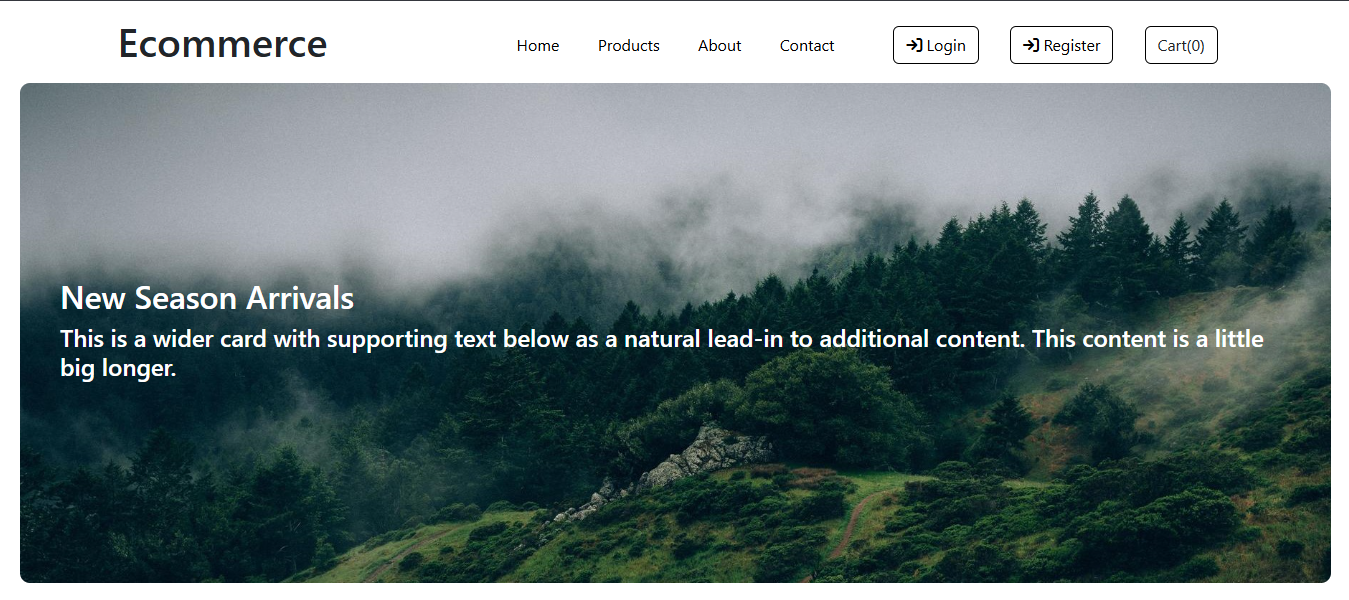 Ecommerce
Home Products About Contact Login Register Cart(0)
New Season Arrivals
This is a wider card with supporting text below as a natural lead-in to additional content. This content is a little
big longer.